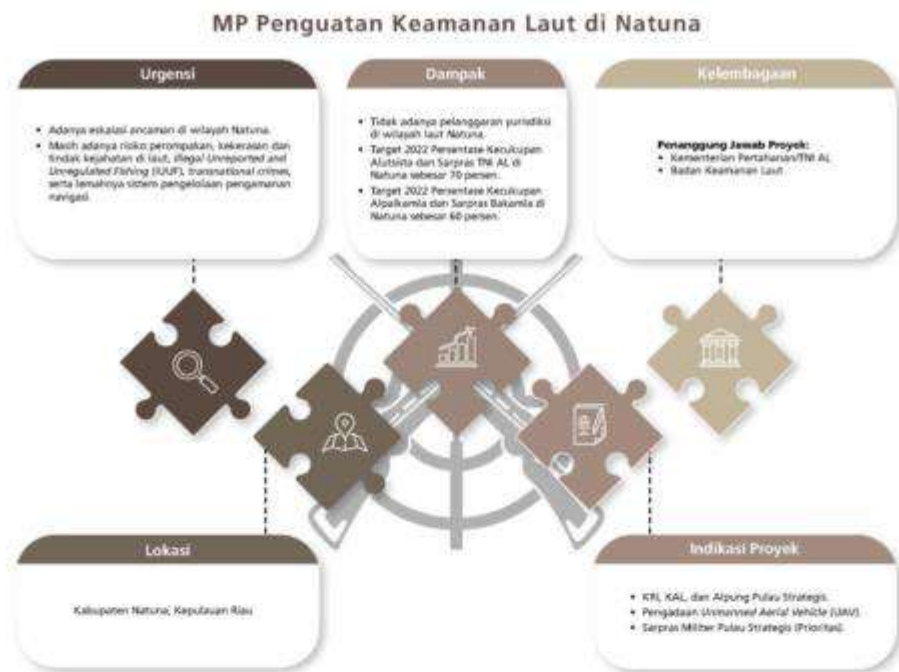 MP Penguatan Keamanan Laut di Natuna
Urgensi
• Adanya eskalasi ancaman di wilayah Natuna.
• Masih adanya risiko perompakan, kekerasan dan
tindak kejahatan di laut, Illegal Unreported and
Unregulated Fishing (IUUF), transnational crimes,
serta lemahnya sistem pengelolaan pengamanan
navigasi.
Dampak
• Tidak adanya pelanggaran yurisdiksi
di wilayah laut Natuna.
• Target 2022 Persentase Kecukupan
Alutsista dan Sarpras TNI AL di
Natuna sebesar 70 persen.
• Target 2022 Persentase Kecukupan
Alpalkamla dan Sarpras Bakamla di
Natuna sebesar 60 persen.
Kelembagaan
Penanggung Jawab Proyek:
• Kementerian Pertahanan/TNI AL
• Badan Keamanan Laut
Lokasi
Kabupaten Natuna, Kepulauan Riau
Indikasi Proyek
• KRI, KAL, dan Alpung Pulau Strategis.
• Pengadaan Unmanned Aerial Vehicle (UAV).
• Sarpras Militer Pulau Strategis (Prioritas).